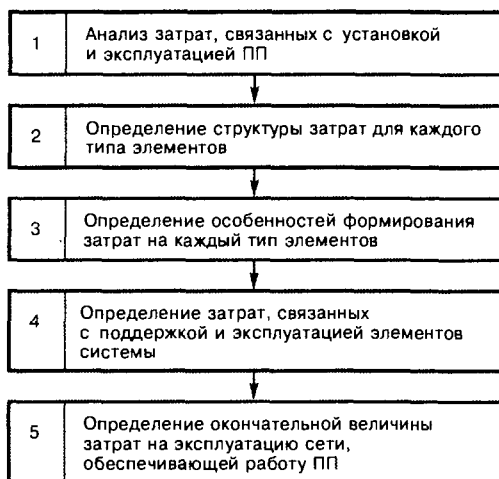 1
Анализ затрат, связанных с установкой
и эксплуатацией ПП
2
Определение структуры затрат для каждого
типа элементов
3
Определение особенностей формирования
затрат на каждый тип элементов
4
Определение затрат, связанных
с поддержкой и эксплуатацией элементов
системы
5
Определение окончательной величины
затрат на эксплуатацию сети,
обеспечивающей работу ПП